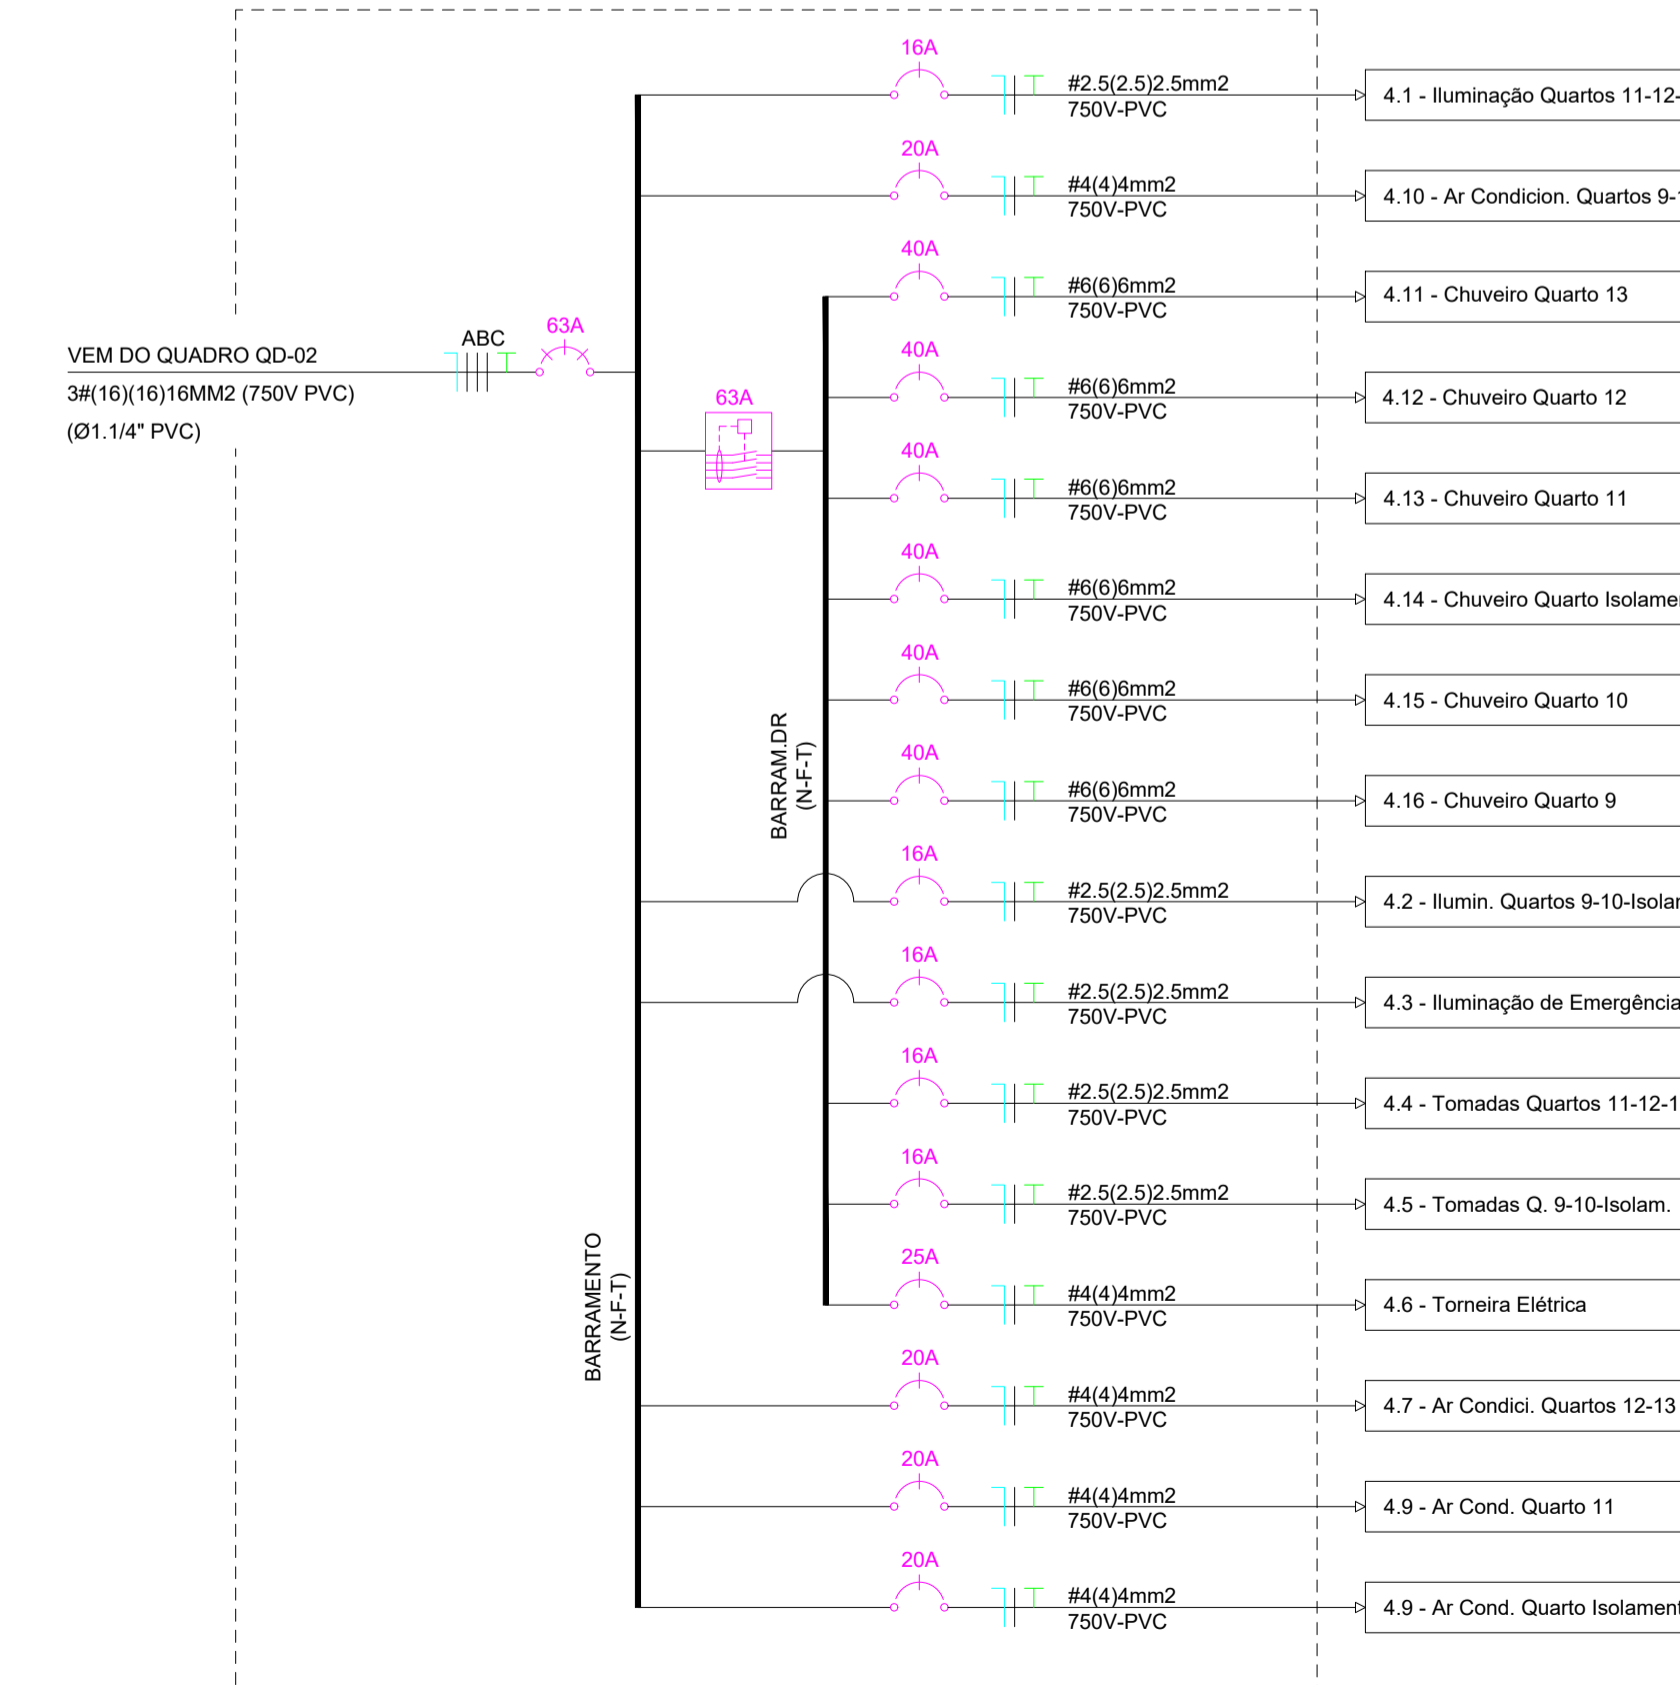 16A
#2.5(2.5)2.5mm2
750V-PVC
4.1 - Iluminação Quartos 11-12-
20A
#4(4)4mm2
750V-PVC
4.10 - Ar Condicion. Quartos 9-
40A
#6(6)6mm2
750V-PVC
4.11 - Chuveiro Quarto 13
VEM DO QUADRO QD-02
3#(16)(16)16MM2 (750V PVC)
(Ø1.1/4" PVC)
ABC
63A
63A
40A
#6(6)6mm2
750V-PVC
4.12 - Chuveiro Quarto 12
40A
#6(6)6mm2
750V-PVC
4.13 - Chuveiro Quarto 11
40A
#6(6)6mm2
750V-PVC
4.14 - Chuveiro Quarto Isolame
40A
#6(6)6mm2
750V-PVC
4.15 - Chuveiro Quarto 10
BARRAM.DR
(N-F-T)
40A
#6(6)6mm2
750V-PVC
4.16 - Chuveiro Quarto 9
16A
#2.5(2.5)2.5mm2
750V-PVC
4.2 - Ilumin. Quartos 9-10-Isola
16A
#2.5(2.5)2.5mm2
750V-PVC
4.3 - Iluminação de Emergência
16A
#2.5(2.5)2.5mm2
750V-PVC
4.4 - Tomadas Quartos 11-12-1
16A
#2.5(2.5)2.5mm2
750V-PVC
4.5 - Tomadas Q. 9-10-Isolam.
BARRAMENTO
(N-F-T)
25A
#4(4)4mm2
750V-PVC
4.6 - Torneira Elétrica
20A
#4(4)4mm2
750V-PVC
4.7 - Ar Condici. Quartos 12-13
20A
#4(4)4mm2
750V-PVC
4.9 - Ar Cond. Quarto 11
20A
#4(4)4mm2
750V-PVC
4.9 - Ar Cond. Quarto Isolamen